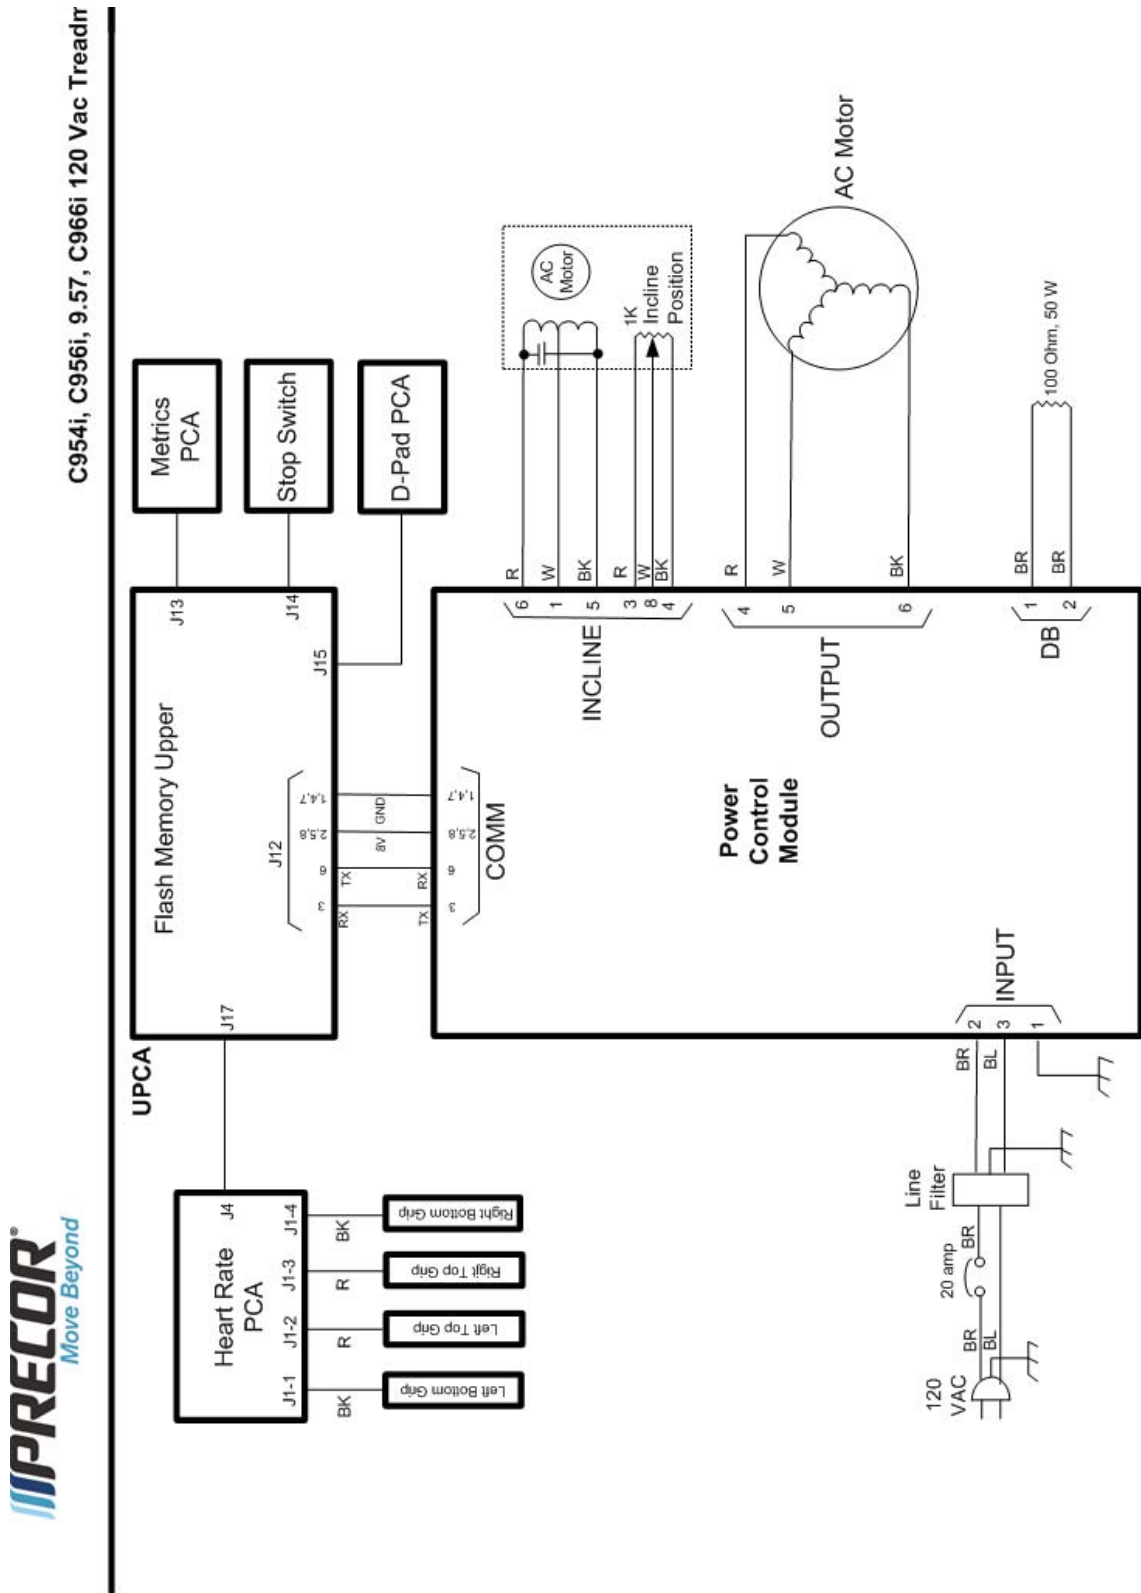 PRECOR®
Move Beyond
C954i, C956i, 9.57, C966i 120 Vac Treadm
UPCA
Flash Memory Upper
J17
J12
J13
J14
J15
3
6
2,5,8
1,4,7
Metrics
PCA
Stop Switch
D-Pad PCA
Heart Rate
PCA
J4
J1-1
J1-2
J1-3
J1-4
BK
R
R
BK
Left Bottom Grip
Left Top Grip
Rigjt Top Grip
Right Bottom Grip
RX
TX
8V
GND
TX
RX
3
6
2,5,8
1,4,7
COMM
Power
Control
Module
INCLINE
6
1
5
3
8
4
R
W
BK
R
W
BK
AC
Motor
1K
Incline
Position
OUTPUT
4
5
6
R
W
BK
AC Motor
DB
1
2
BR
BR
100 Ohm, 50 W
INPUT
2
3
1
BR
BL
Line
Filter
BR
20 amp
BR
BL
120
VAC